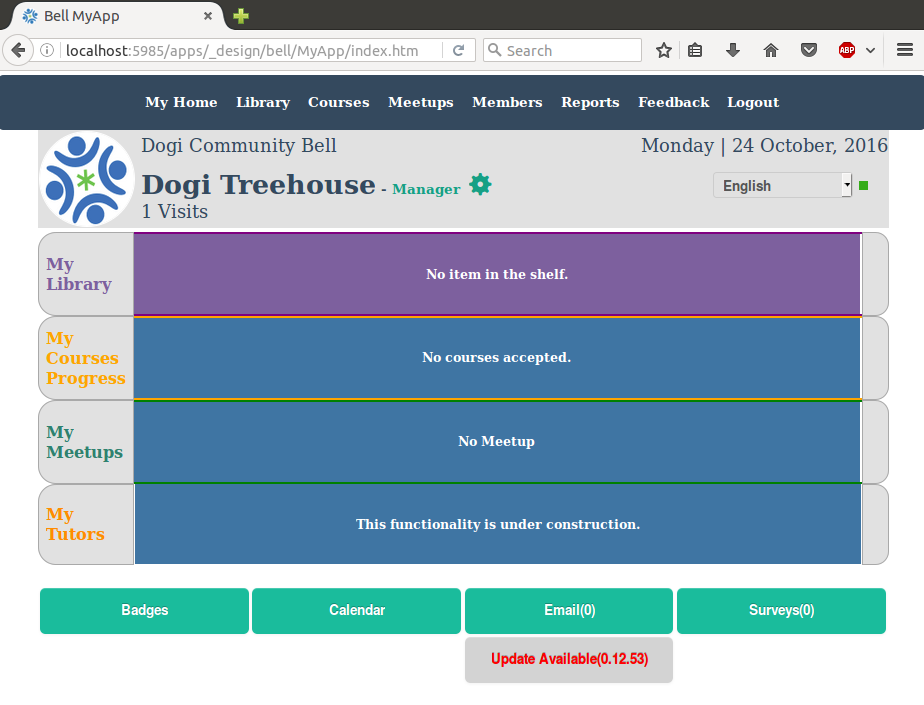 Bell MyApp
localhost:5985/apps/_design/bell/MyApp/index.htm
Search
ABP
My Home Library Courses Meetups Members Reports Feedback Logout
Dogi Community Bell
Monday | 24 October, 2016
Dogi Treehouse - Manager
English
1 Visits
My
Library
No item in the shelf.
My
Courses
Progress
No courses accepted.
My
Meetups
No Meetup
My
Tutors
This functionality is under construction.
Badges Calendar Email(0) Surveys(0)
Update Available(0.12.53)